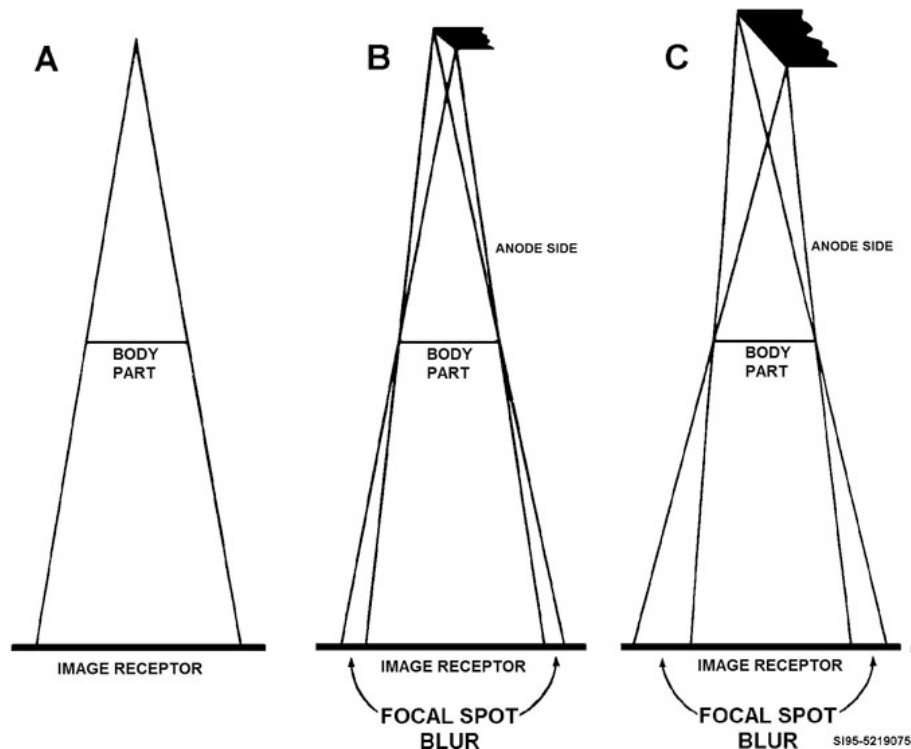 A
B
C
ANODE SIDE
ANODE SIDE
BODY
PART
BODY
PART
BODY
PART
IMAGE RECEPTOR
IMAGE RECEPTOR
IMAGE RECEPTOR
FOCAL SPOT
BLUR
FOCAL SPOT
BLUR
SI95-5219075